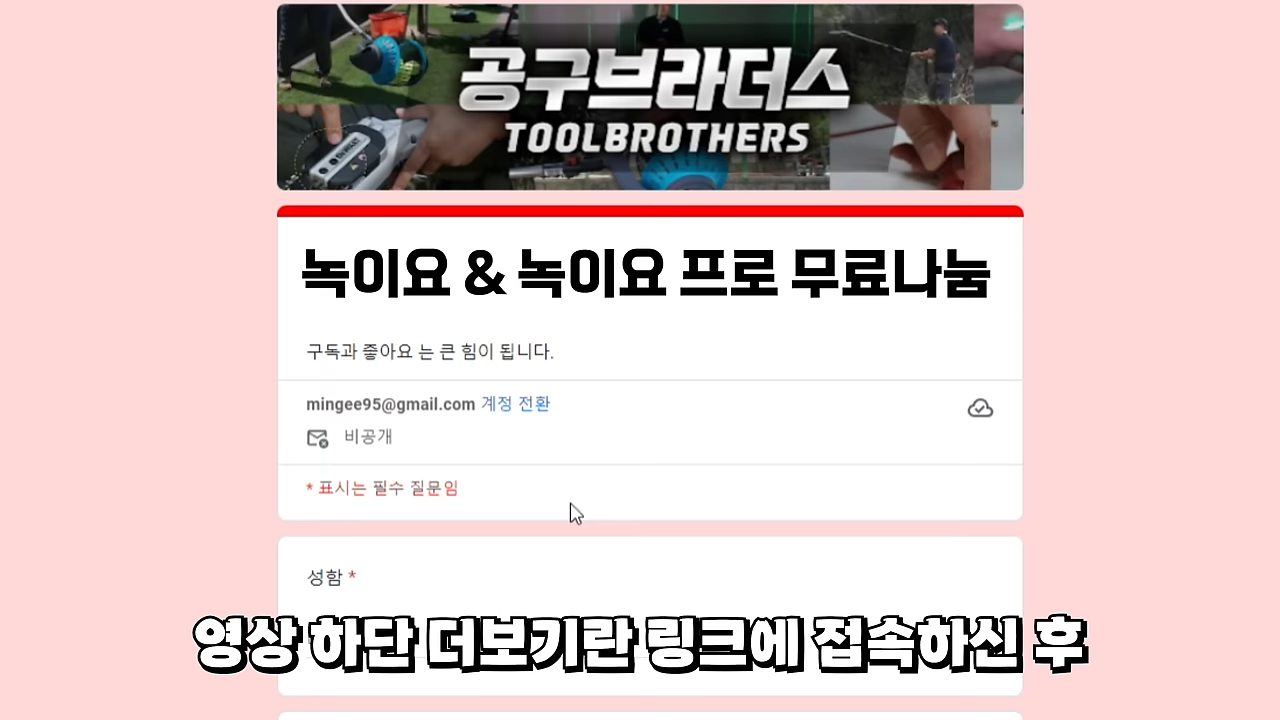 공구브라더스
TOOLBROTHERS
녹이요 & 녹이요 프로 무료나눔
구독과 좋아요 는 큰 힘이 됩니다.
mingee95@gmail.com 계정 전환
비공개
* 표시는 필수 질문임
성함 *
영상 하단 더보기란 링크에 접속하신 후